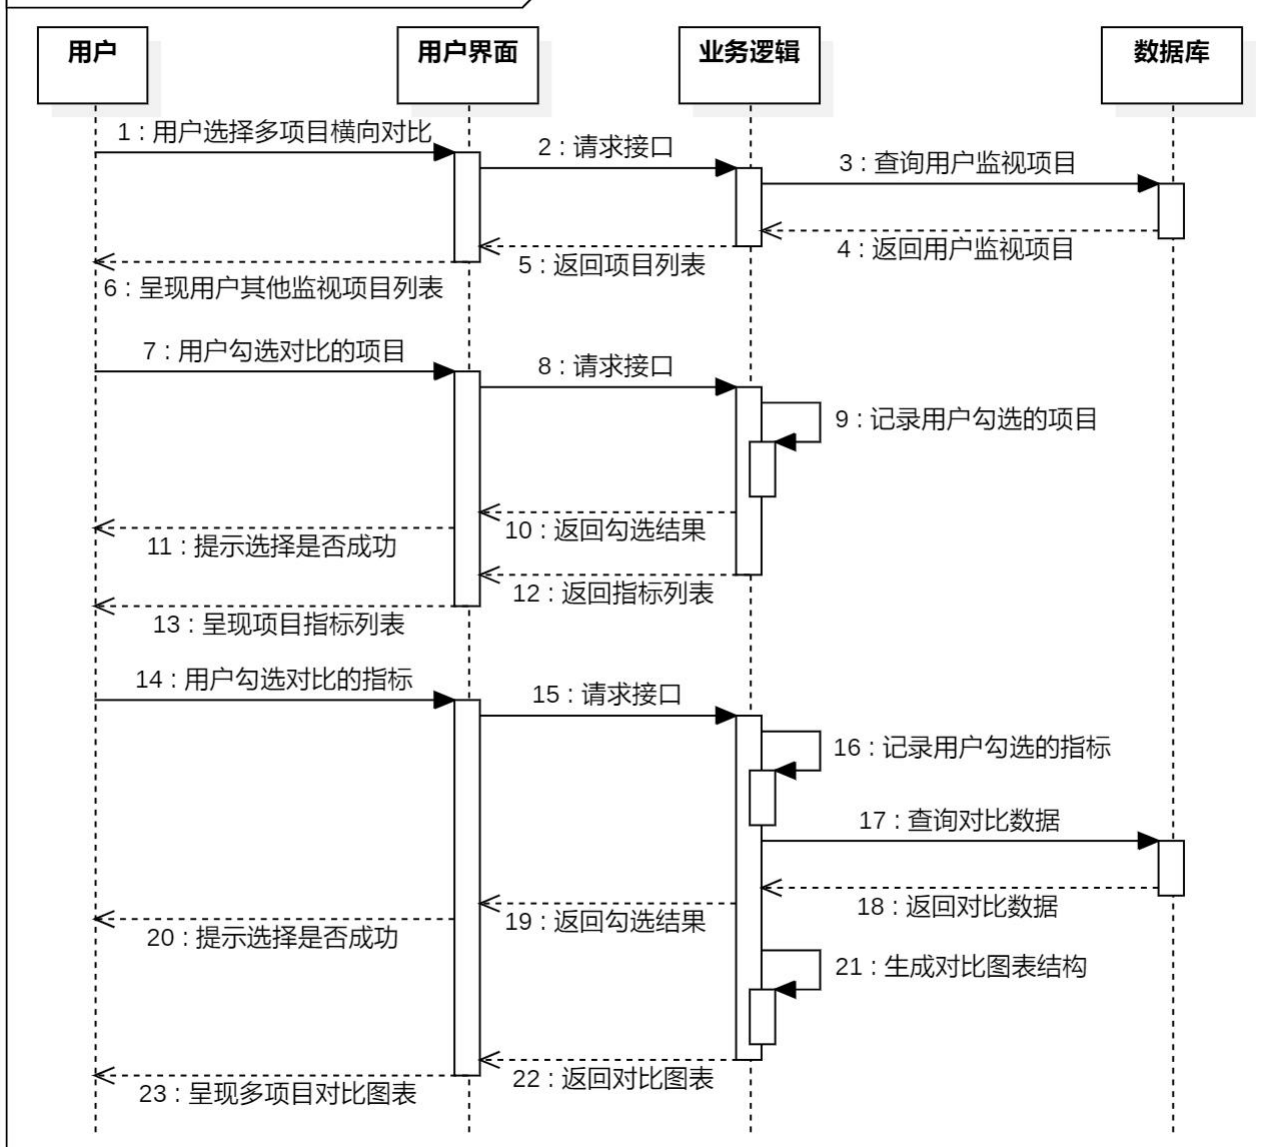 用户
用户界面
业务逻辑
数据库
1 : 用户选择多项目横向对比
2 : 请求接口
3 : 查询用户监视项目
4 : 返回用户监视项目
5 : 返回项目列表
6 : 呈现用户其他监视项目列表
7 : 用户勾选对比的项目
8 : 请求接口
9 : 记录用户勾选的项目
10 : 返回勾选结果
11 : 提示选择是否成功
12 : 返回指标列表
13 : 呈现项目指标列表
14 : 用户勾选对比的指标
15 : 请求接口
16 : 记录用户勾选的指标
17 : 查询对比数据
18 : 返回对比数据
19 : 返回勾选结果
20 : 提示选择是否成功
21 : 生成对比图表结构
22 : 返回对比图表
23 : 呈现多项目对比图表